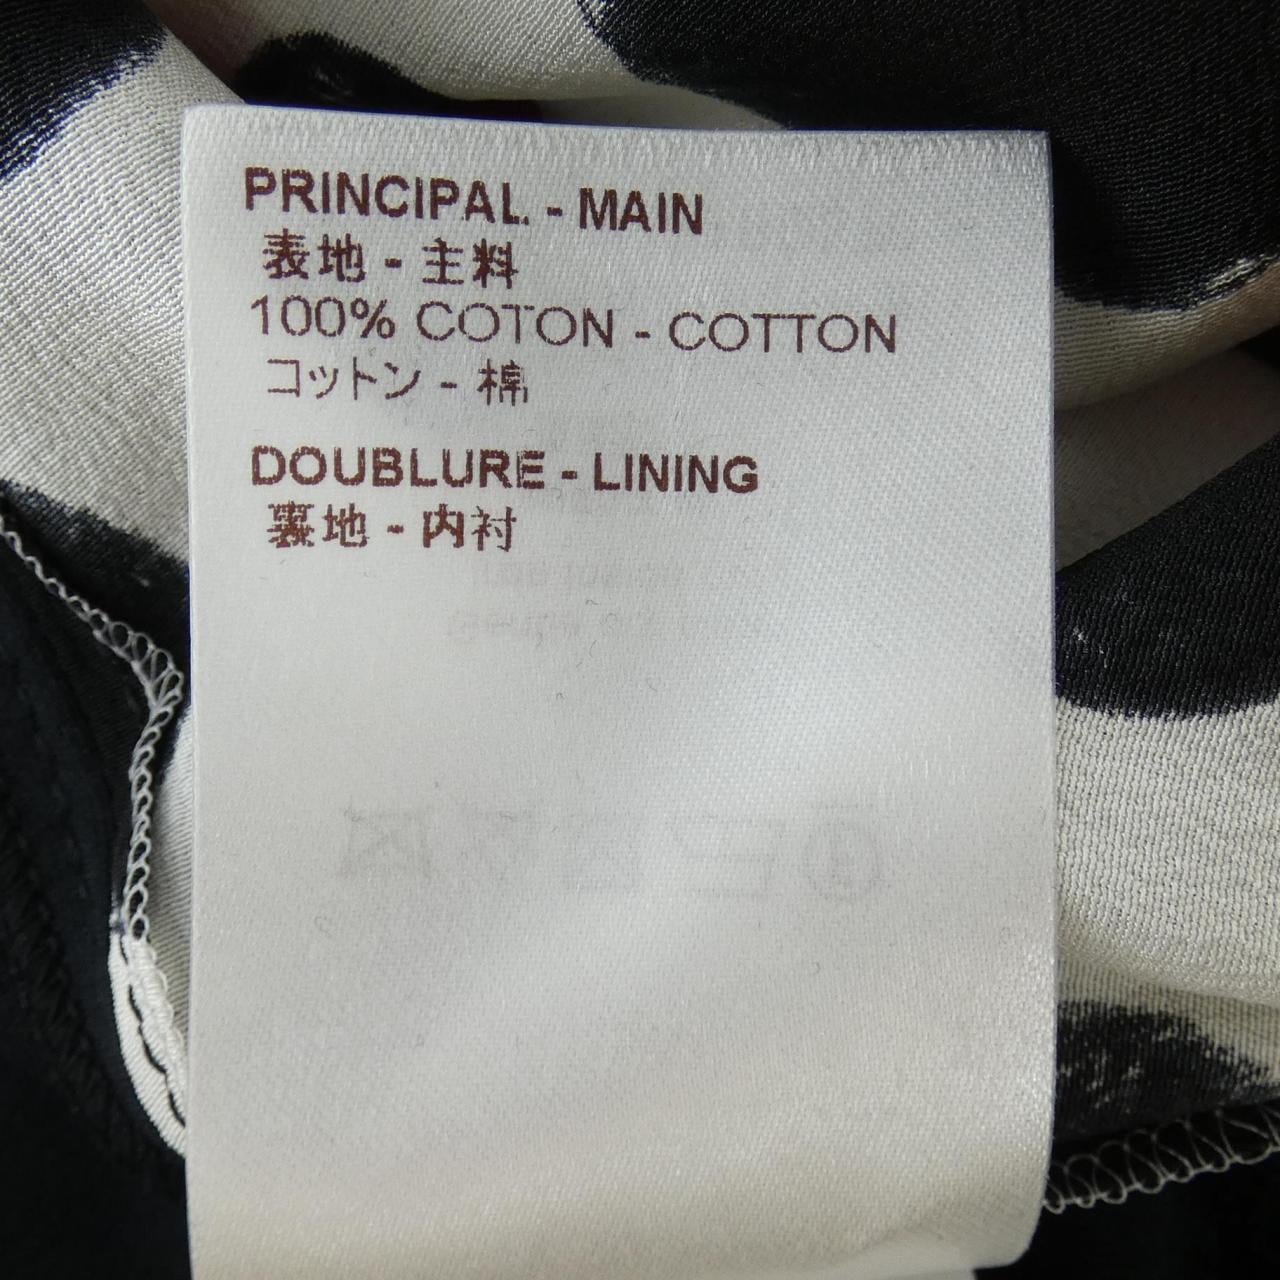 PRINCIPAL - MAIN
表地 - 主料
100% COTON - COTTON
コットン - 棉
DOUBLURE - LINING
裏地 - 内衬